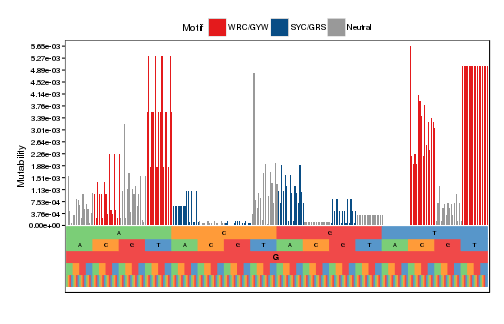 Motif WRC/GYW SYC/GRS Neutral
5.65e-03
5.27e-03
4.89e-03
4.52e-03
4.14e-03
3.76e-03
3.39e-03
3.01e-03
2.64e-03
2.26e-03
1.88e-03
1.51e-03
1.13e-03
7.53e-04
3.76e-04
0.00e+00
Mutability
A C G T
A C G T A C G T A C G T A C G T
G